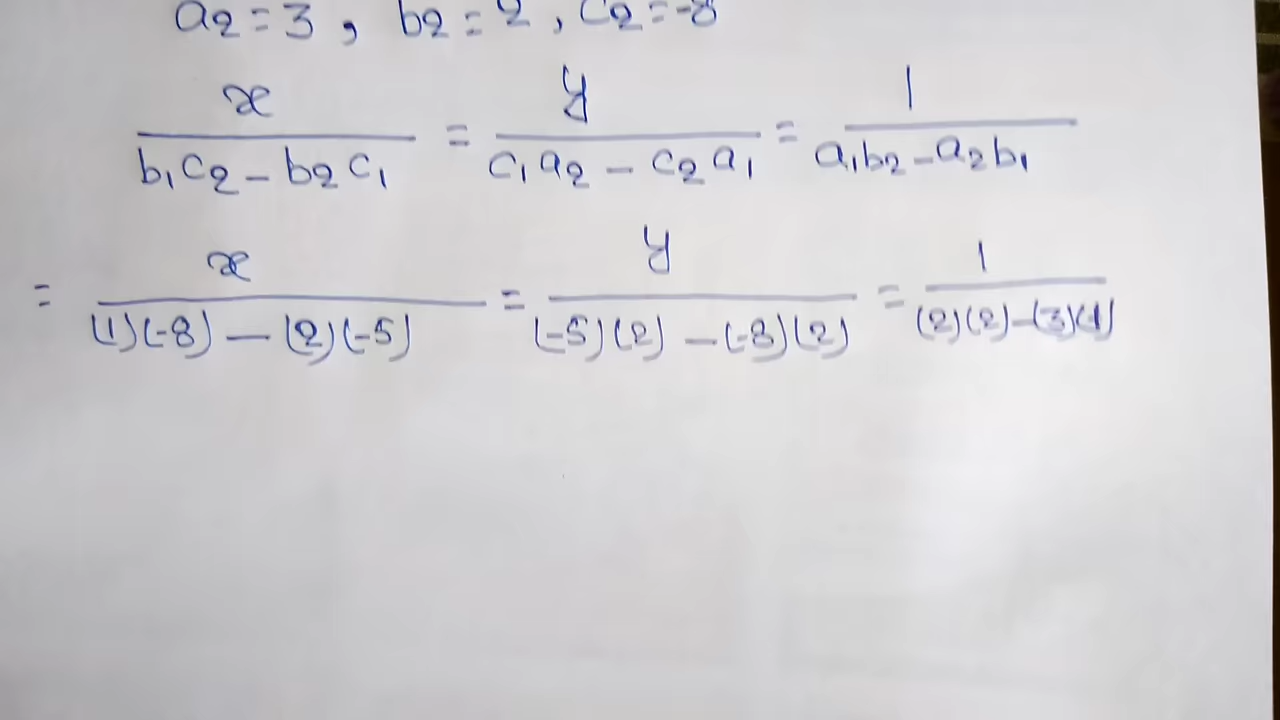 a2 = 3, b2 = 2, c2 = -8
x / b1c2 - b2c1 = y / c1a2 - c2a1 = 1 / a1b2 - a2b1
= x / (1)(-8) - (2)(-5) = y / (-5)(2) - (-8)(2) = 1 / (2)(2) - (3)(1)